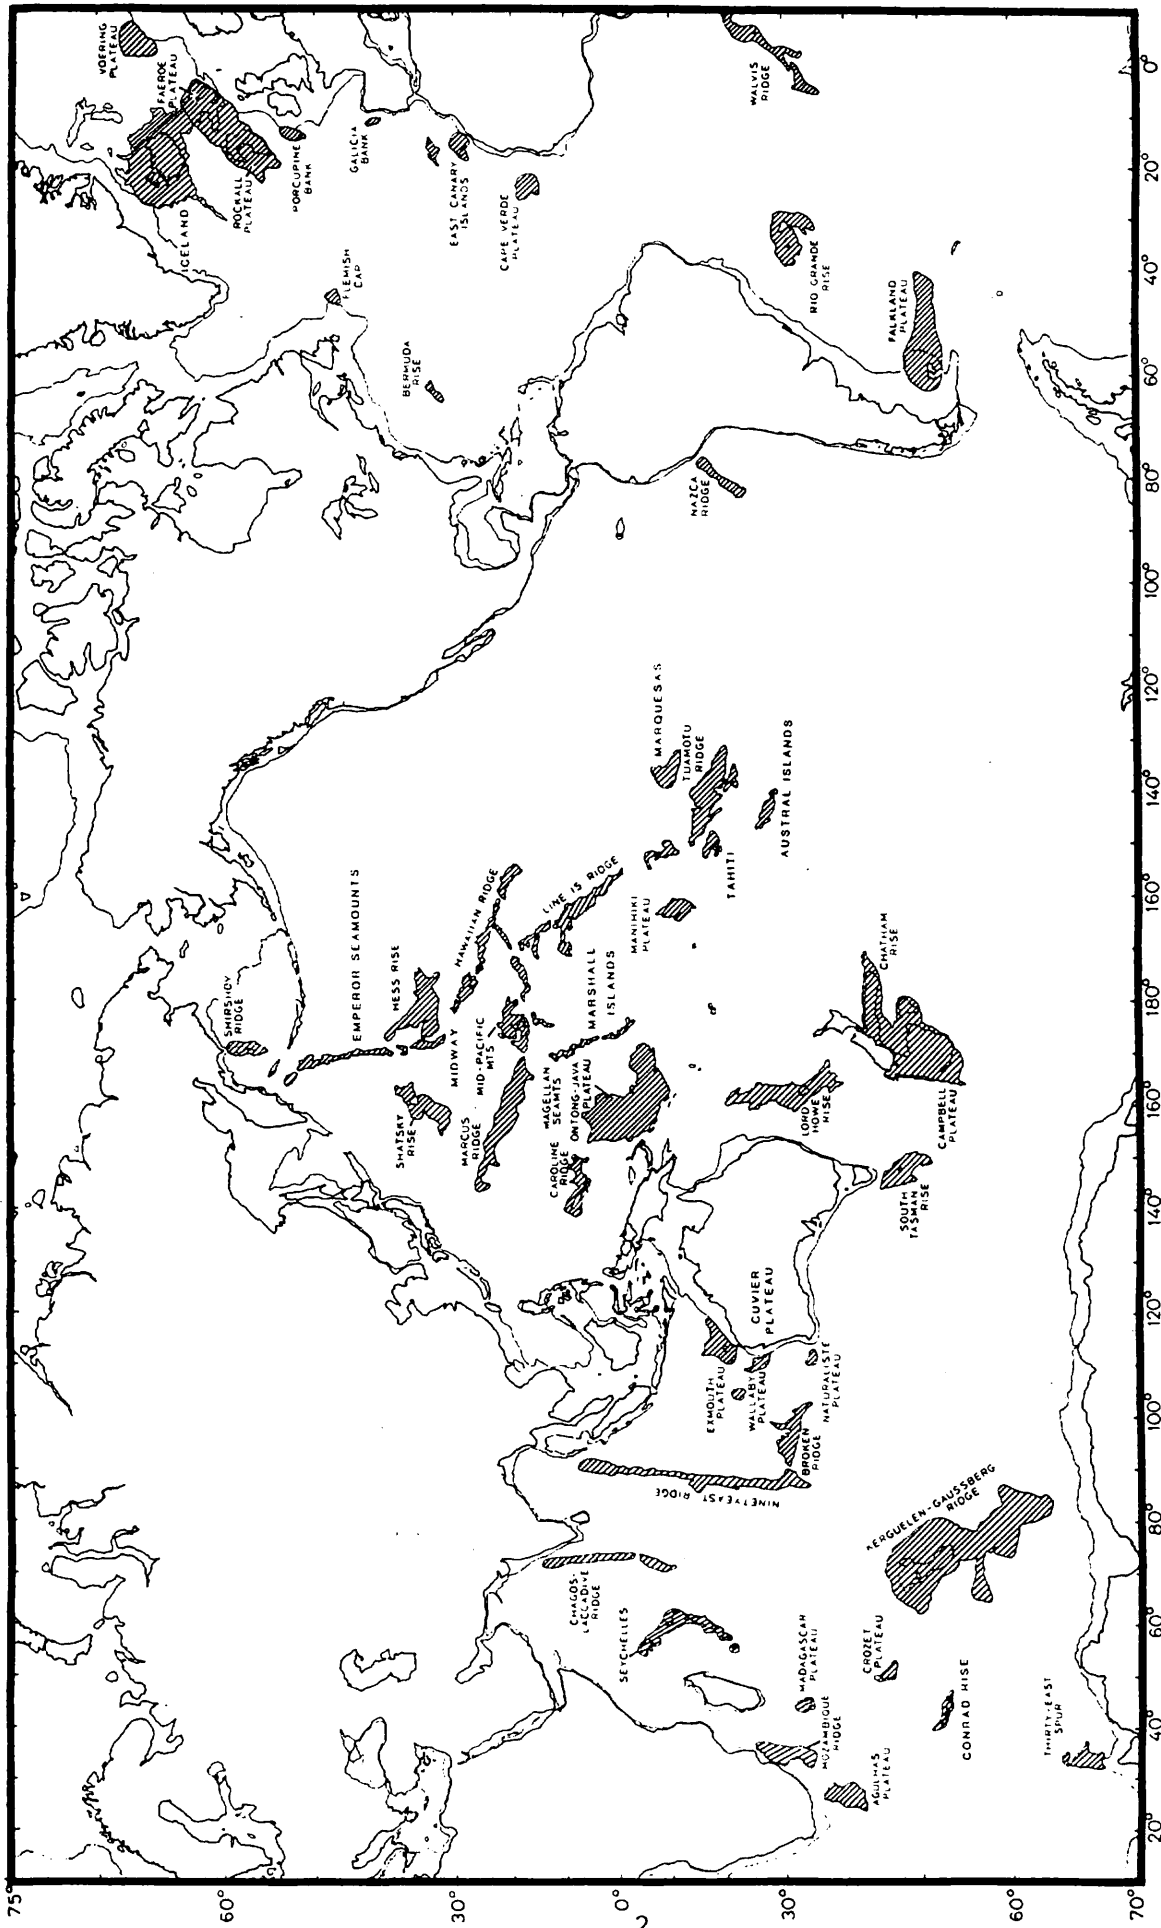 VOERING
PLATEAU
FAEROE
PLATEAU
ICELAND
ROCKALL
PLATEAU
PORCUPINE
BANK
GALICIA
BANK
EAST CANARY
ISLANDS
CAPE VERDE
PLATEAU
FLEMISH
CAP
BERMUDA
RISE
WALVIS
RIDGE
RIO GRANDE
RISE
FALKLAND
PLATEAU
NAZCA
RIDGE
MARQUESAS
TUAMOTU
RIDGE
AUSTRAL ISLANDS
TAHITI
LINE IS RIDGE
MANIHIKI
PLATEAU
HAWAIIAN RIDGE
EMPEROR SEAMOUNTS
HESS RISE
SHIRSHOV
RIDGE
MIDWAY
MID-PACIFIC
MTS
MARSHALL
ISLANDS
MAGELLAN
SEAMTS
ONTONG-JAVA
PLATEAU
SHATSKY
RISE
MARCUS
RIDGE
CAROLINE
RIDGE
CHATHAM
RISE
LORD
HOWE
RISE
CAMPBELL
PLATEAU
SOUTH
TASMAN
RISE
CUVIER
PLATEAU
EXMOUTH
PLATEAU
WALLABY
PLATEAU
NATURALISTE
PLATEAU
BROKEN
RIDGE
NINETYEAST RIDGE
KERGUELEN-GAUSSBERG
RIDGE
CHAGOS-
LACCADIVE
RIDGE
SEYCHELLES
MADAGASCAR
PLATEAU
MOZAMBIQUE
RIDGE
AGULHAS
PLATEAU
CROZET
PLATEAU
CONRAD RISE
THIRTY-EAST
SPUR
75°
60°
30°
0°
30°
60°
70°
20°
40°
60°
80°
100°
120°
140°
160°
180°
160°
140°
120°
100°
80°
60°
40°
20°
0°
2